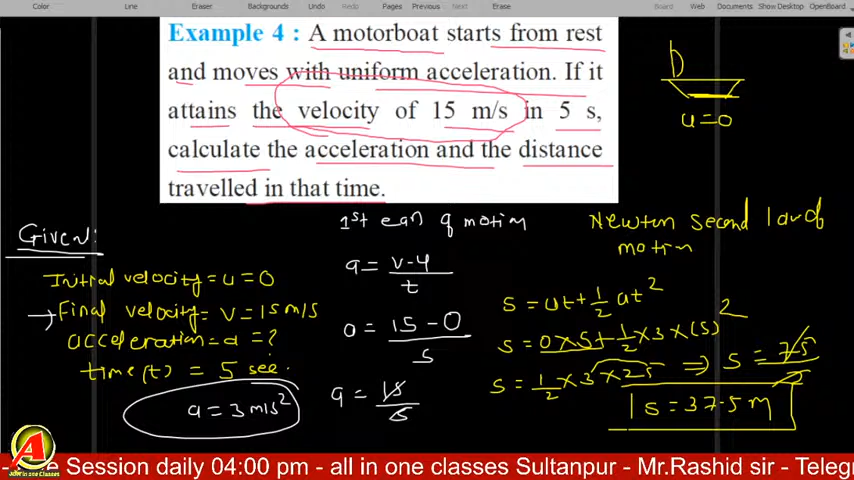 Color Line Eraser Backgrounds Undo Redo Pages Previous Next Erase Board Web Documents Show Desktop OpenBoard
Example 4 : A motorboat starts from rest
and moves with uniform acceleration. If it
attains the velocity of 15 m/s in 5 s,
calculate the acceleration and the distance
travelled in that time.
u=0
Given:
Initial velocity = u = 0
→ Final velocity = v = 15 m/s
acceleration = a = ?
time (t) = 5 sec.
a = 3 m/s²
1st eqn of motion
a = v-u / t
a = 15 - 0 / 5
a = 15 / 5
Newton Second law of
motion
s = ut + 1/2 at²
s = 0 x 5 + 1/2 x 3 x (5)²
s = 1/2 x 3 x 25 ⇒ s = 75 / 2
s = 37.5 m
A
All in one Classes
Session daily 04:00 pm - all in one classes Sultanpur - Mr.Rashid sir - Telegr